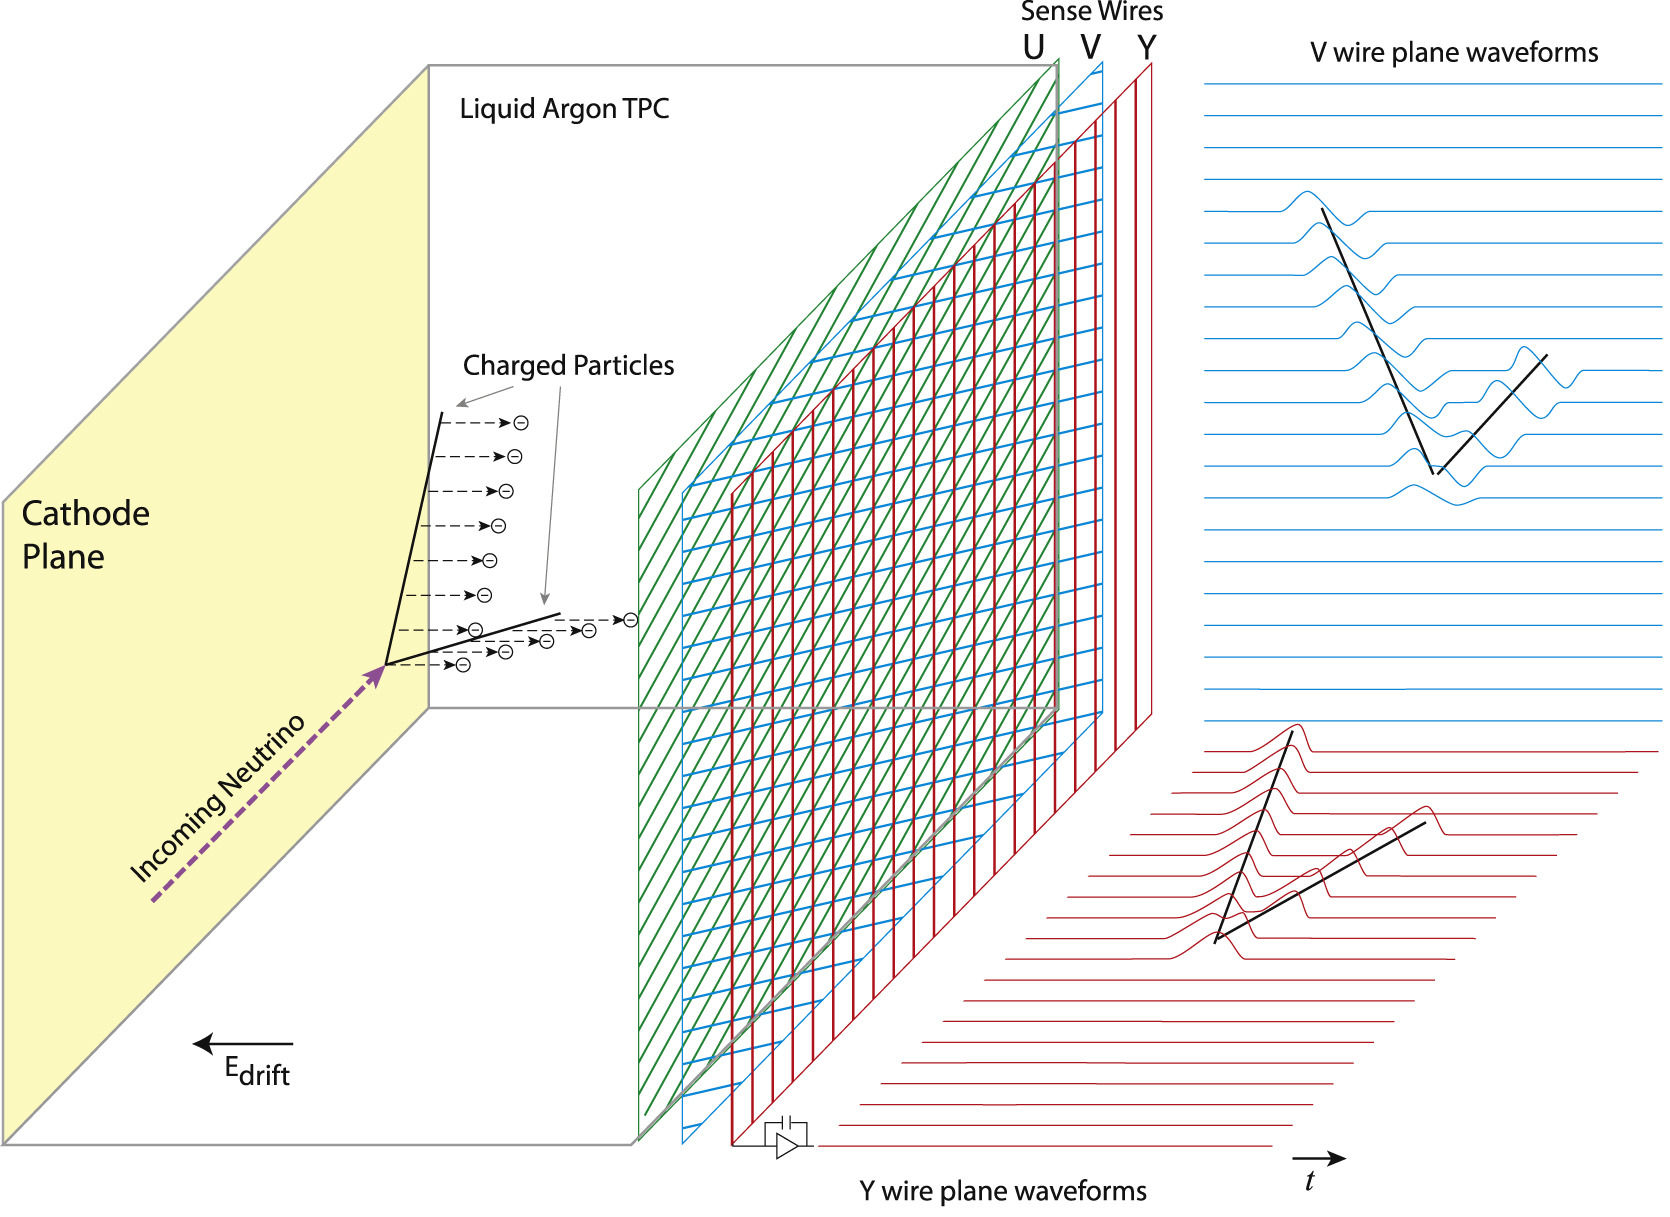 Sense Wires
U V Y
V wire plane waveforms
Liquid Argon TPC
Charged Particles
Cathode
Plane
Incoming Neutrino
Edrift
t
Y wire plane waveforms